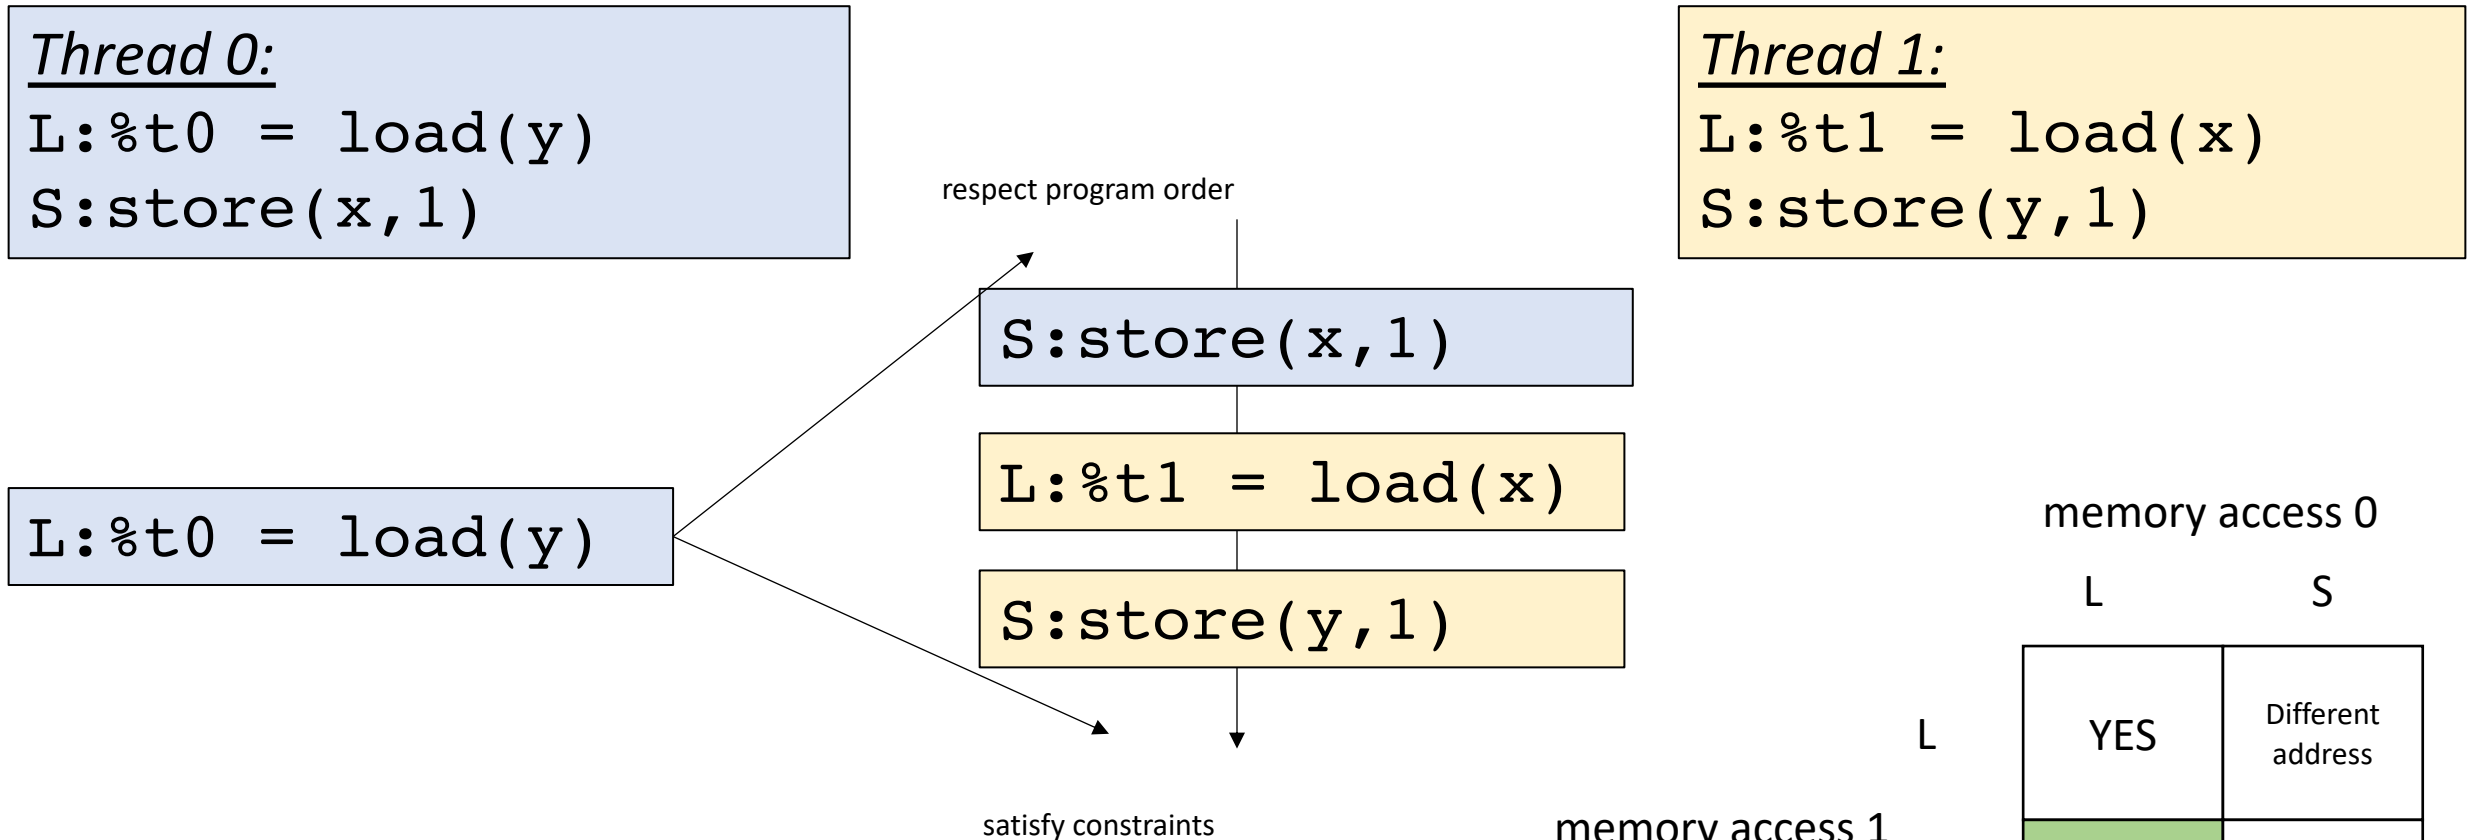 Thread 0:
L:%t0 = load(y)
S:store(x,1)
Thread 1:
L:%t1 = load(x)
S:store(y,1)
respect program order
S:store(x,1)
L:%t1 = load(x)
L:%t0 = load(y)
S:store(y,1)
memory access 0
L S
L
YES
Different
address
satisfy constraints
memory access 1